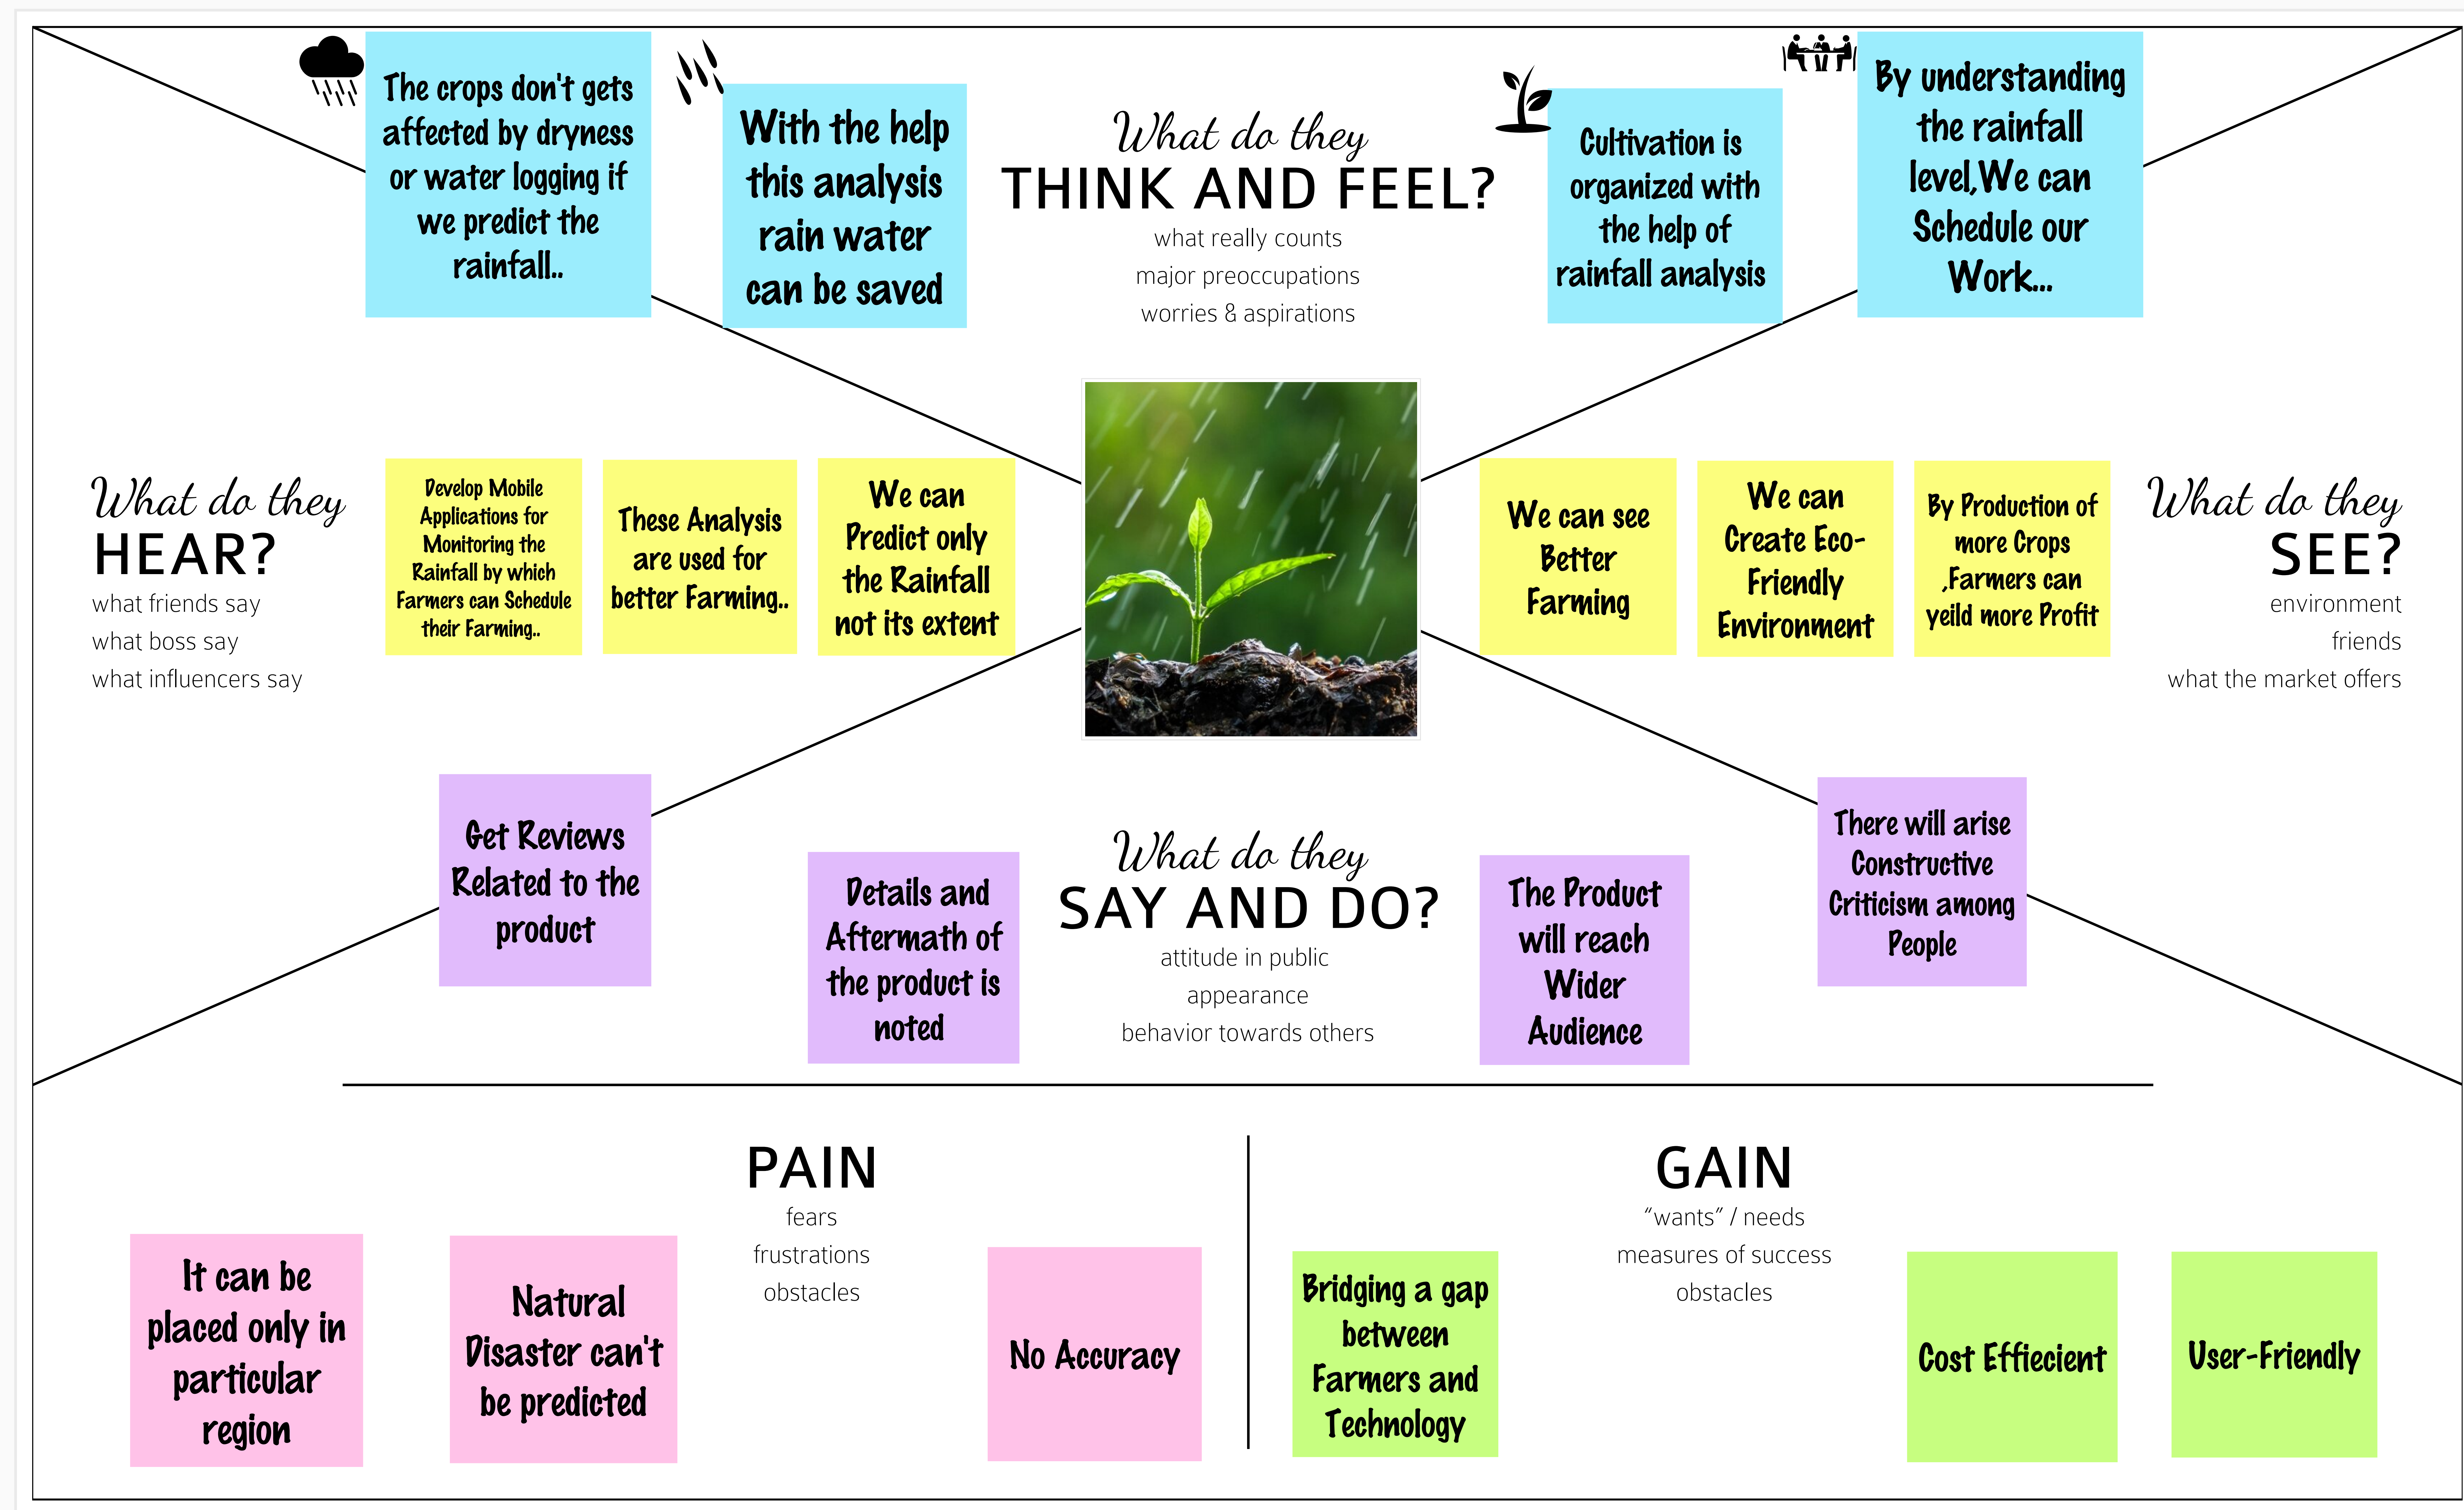 The crops don't gets
affected by dryness
or water logging if
we predict the
rainfall..
With the help
this analysis
rain water
can be saved
What do they
THINK AND FEEL?
what really counts
major preoccupations
worries & aspirations
Cultivation is
organized with
the help of
rainfall analysis
By understanding
the rainfall
level,We can
Schedule our
Work...
What do they
HEAR?
what friends say
what boss say
what influencers say
Develop Mobile
Applications for
Monitoring the
Rainfall by which
Farmers can Schedule
their Farming..
These Analysis
are used for
better Farming..
We can
Predict only
the Rainfall
not its extent
We can see
Better
Farming
We can
Create Eco-
Friendly
Environment
By Production of
more Crops
,Farmers can
yeild more Profit
What do they
SEE?
environment
friends
what the market offers
Get Reviews
Related to the
product
Details and
Aftermath of
the product is
noted
What do they
SAY AND DO?
attitude in public
appearance
behavior towards others
The Product
will reach
Wider
Audience
There will arise
Constructive
Criticism among
People
PAIN
fears
frustrations
obstacles
It can be
placed only in
particular
region
Natural
Disaster can't
be predicted
No Accuracy
GAIN
“wants” / needs
measures of success
obstacles
Bridging a gap
between
Farmers and
Technology
Cost Effiecient
User-Friendly